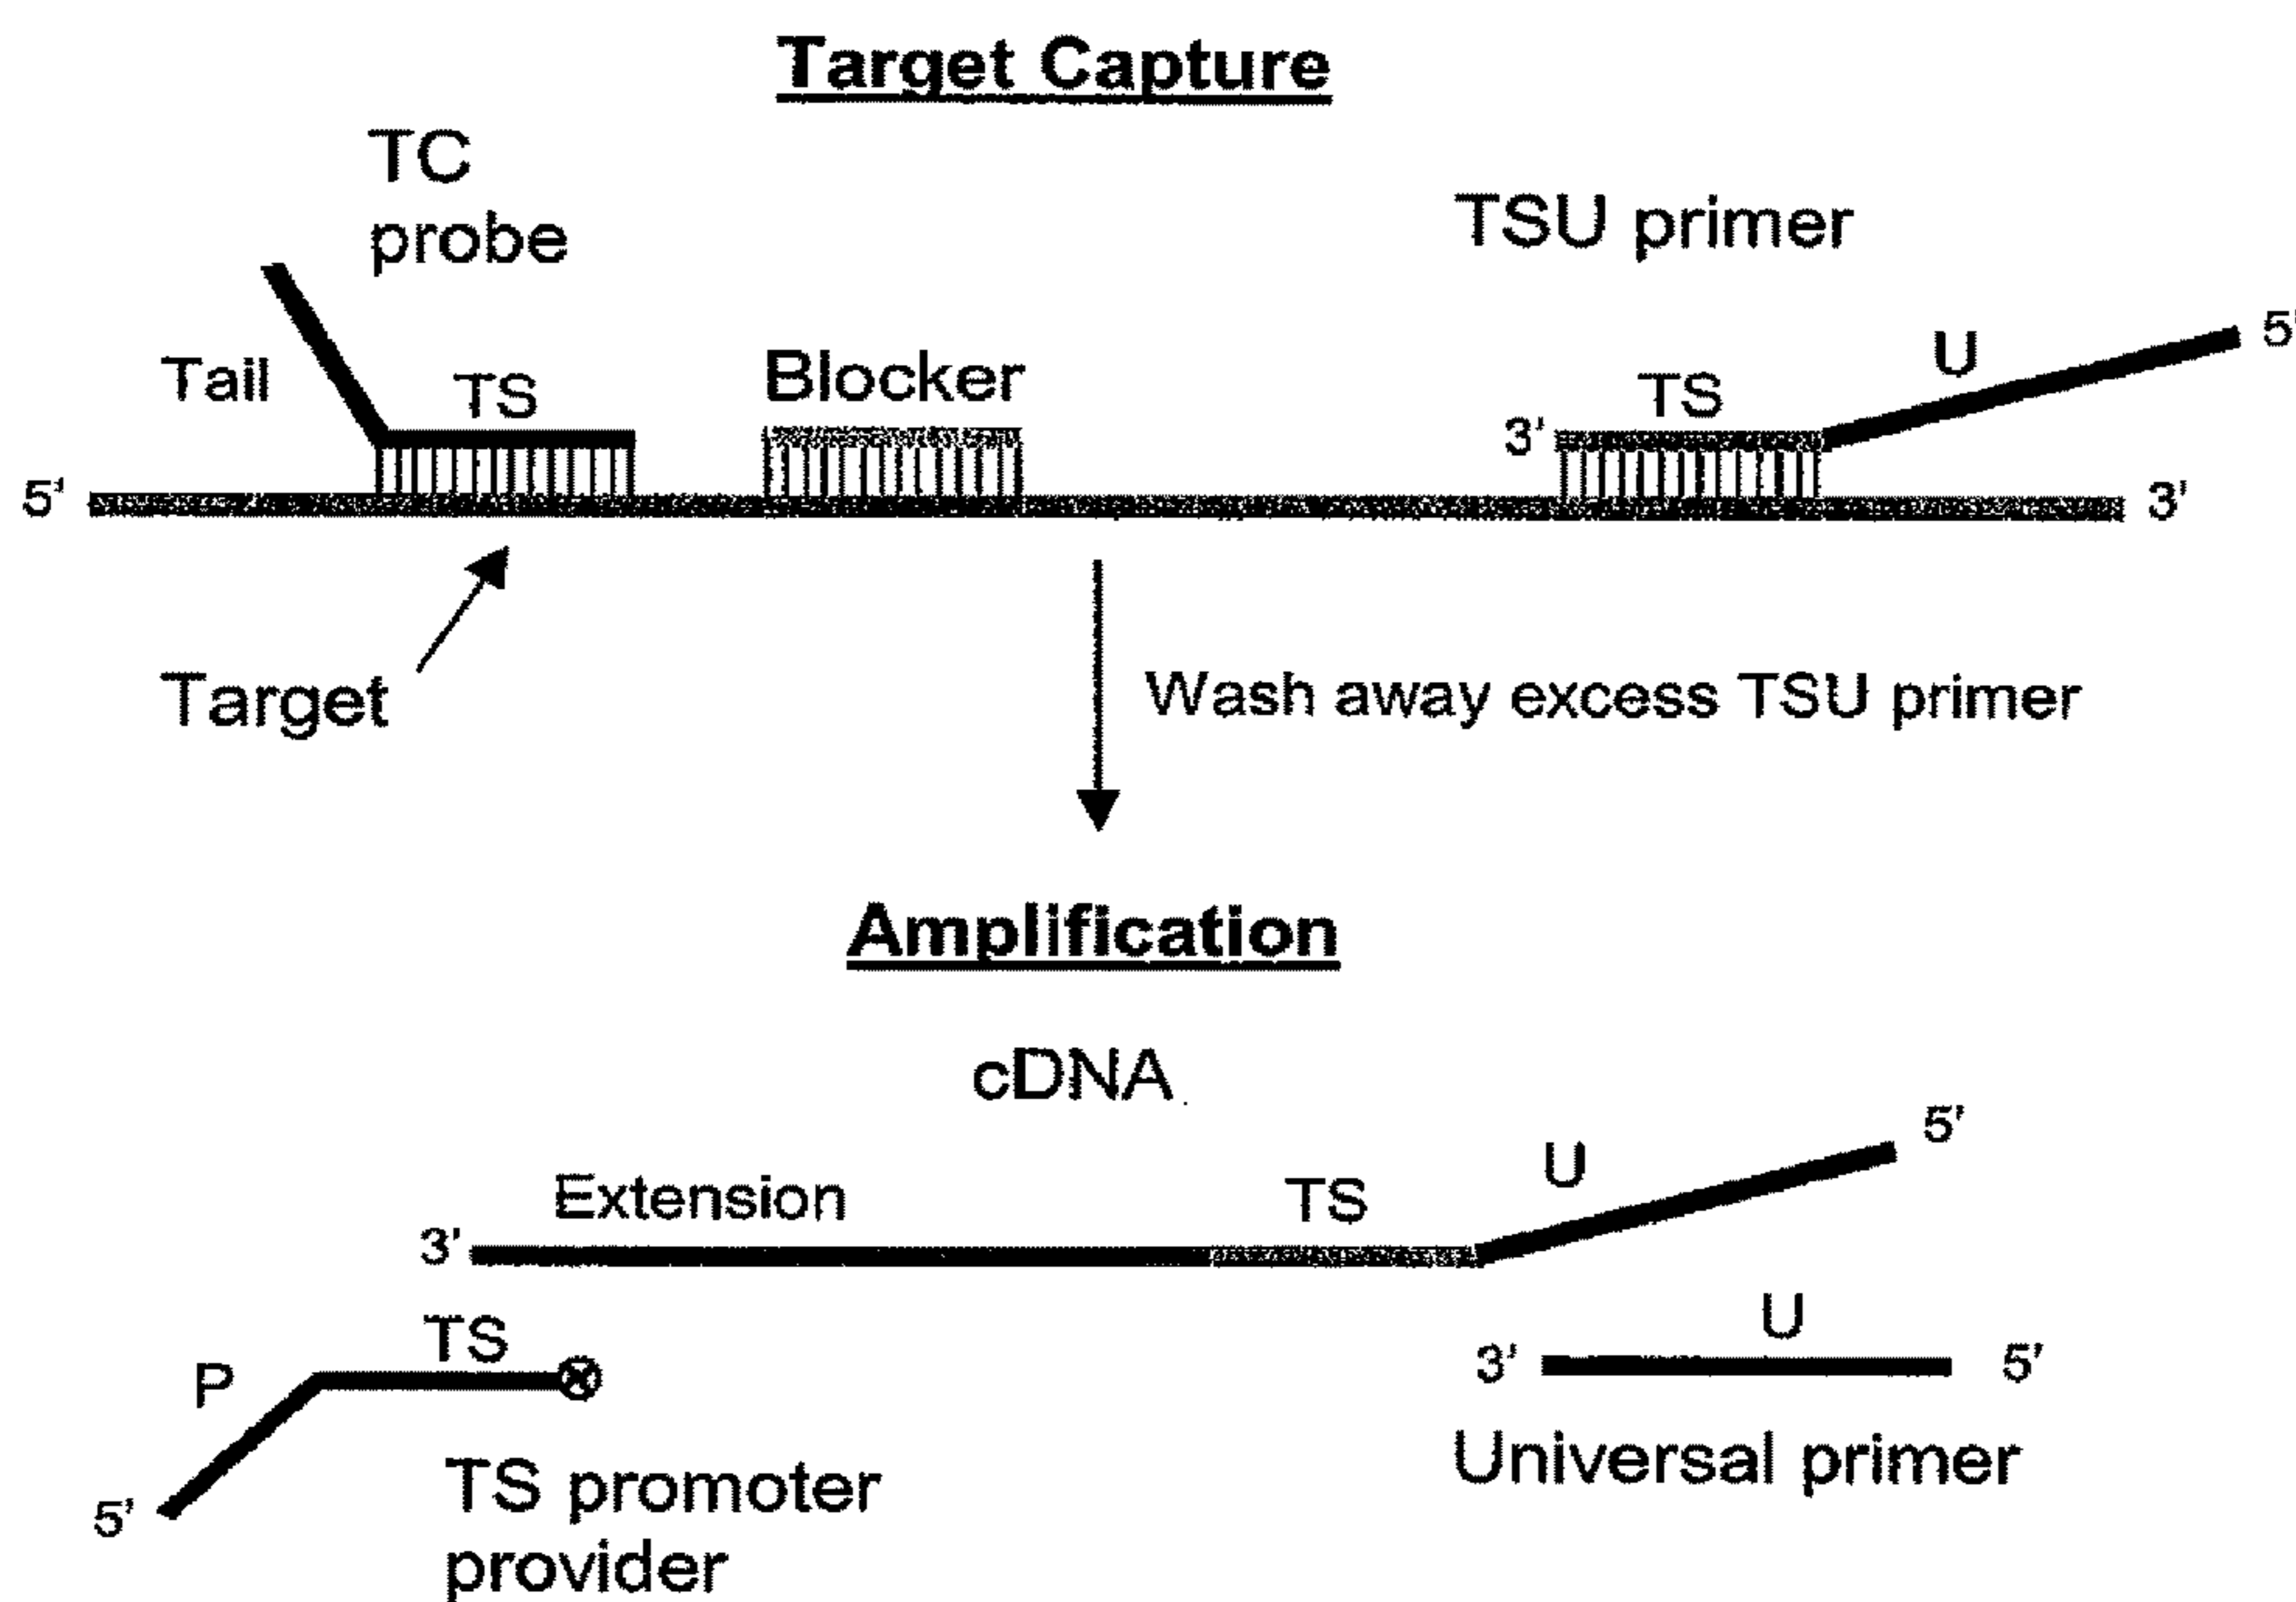 Target Capture
TC
probe
TSU primer
Tail
TS
Blocker
3'
TS
U
5'
5'
3'
Target
Wash away excess TSU primer
Amplification
cDNA
Extension
3'
TS
U
5'
P
TS
5'
TS promoter
provider
U
3'
5'
Universal primer